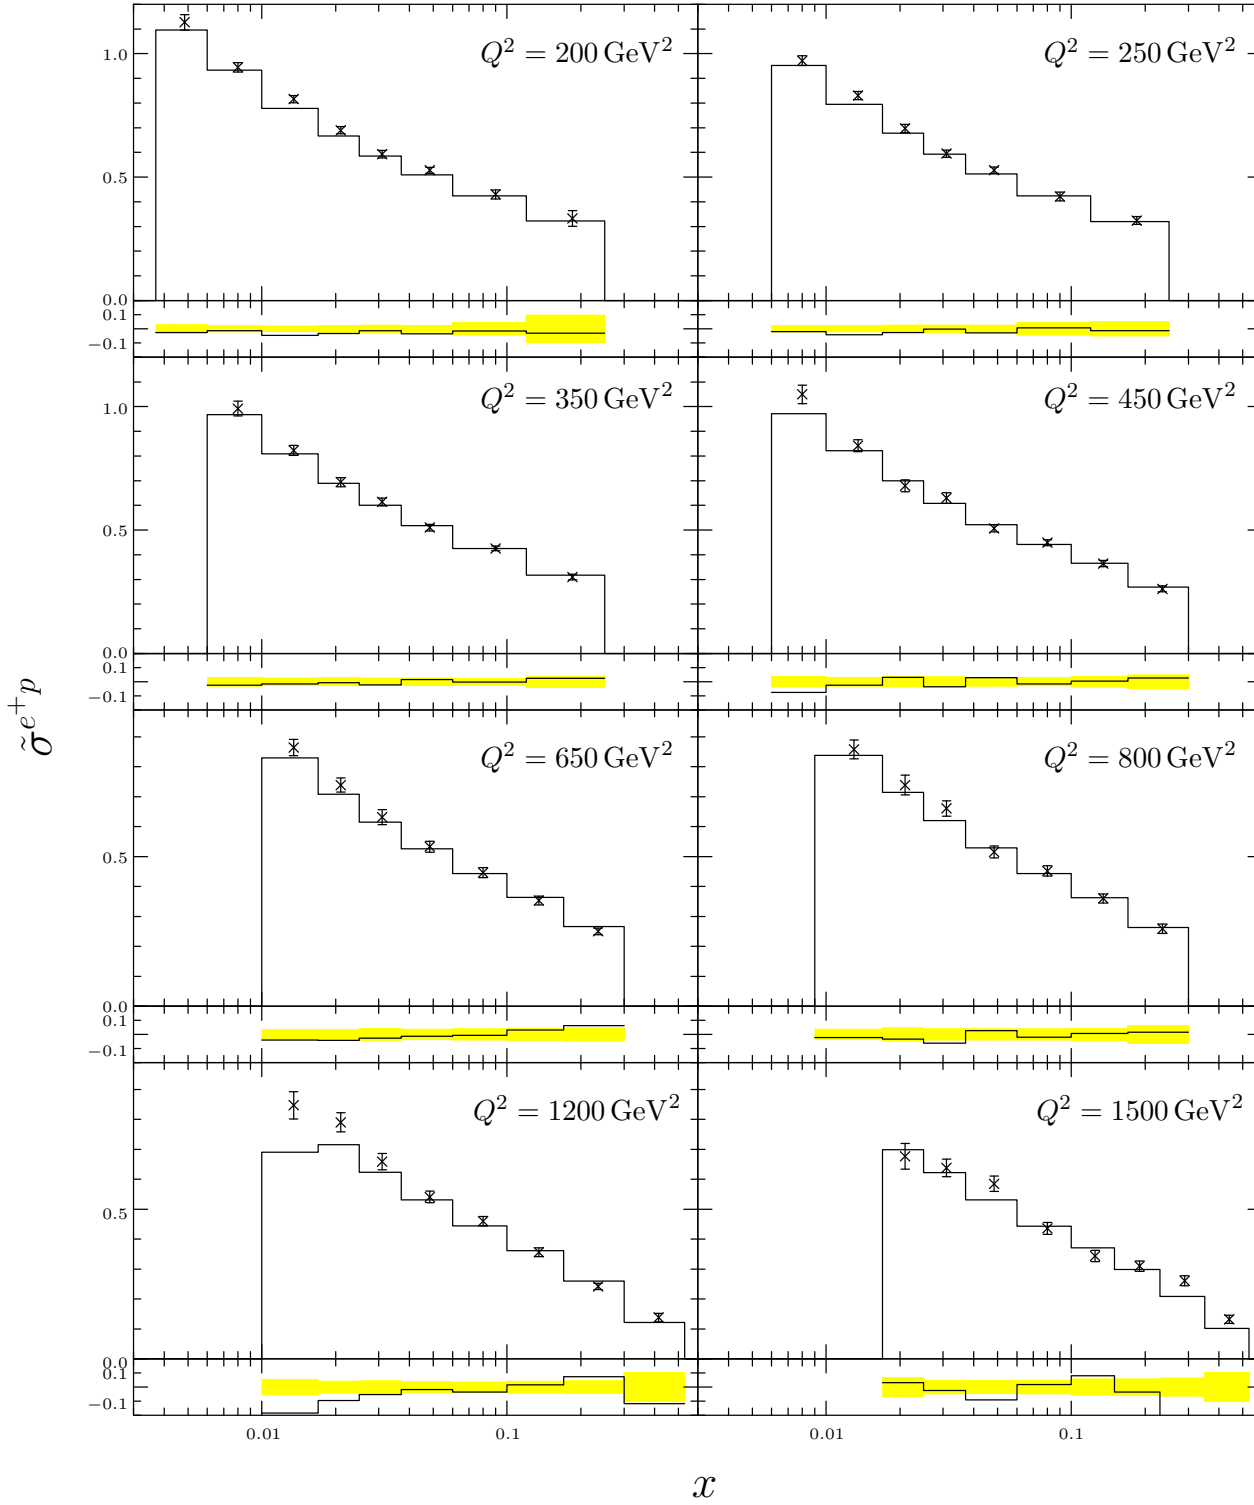 1.0
Q² = 200 GeV²
Q² = 250 GeV²
0.5
0.0
0.1
−0.1
1.0
Q² = 350 GeV²
Q² = 450 GeV²
0.5
0.0
0.1
−0.1
σ̃^{e⁺p}
Q² = 650 GeV²
Q² = 800 GeV²
0.5
0.0
0.1
−0.1
Q² = 1200 GeV²
Q² = 1500 GeV²
0.5
0.0
0.1
−0.1
0.01 0.1 0.01 0.1
x